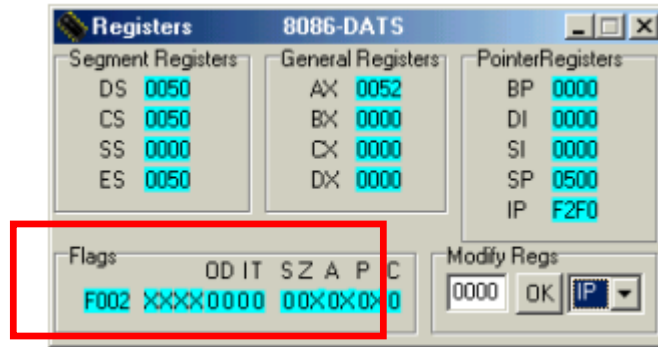 Registers 8086-DATS
Segment Registers General Registers PointerRegisters
DS 0050 AX 0052 BP 0000
CS 0050 BX 0000 DI 0000
SS 0000 CX 0000 SI 0000
ES 0050 DX 0000 SP 0500
IP F2F0
Flags Modify Regs
OD IT SZ A P C
F002 XXXX0000 00X0X0X0 0000 OK IP